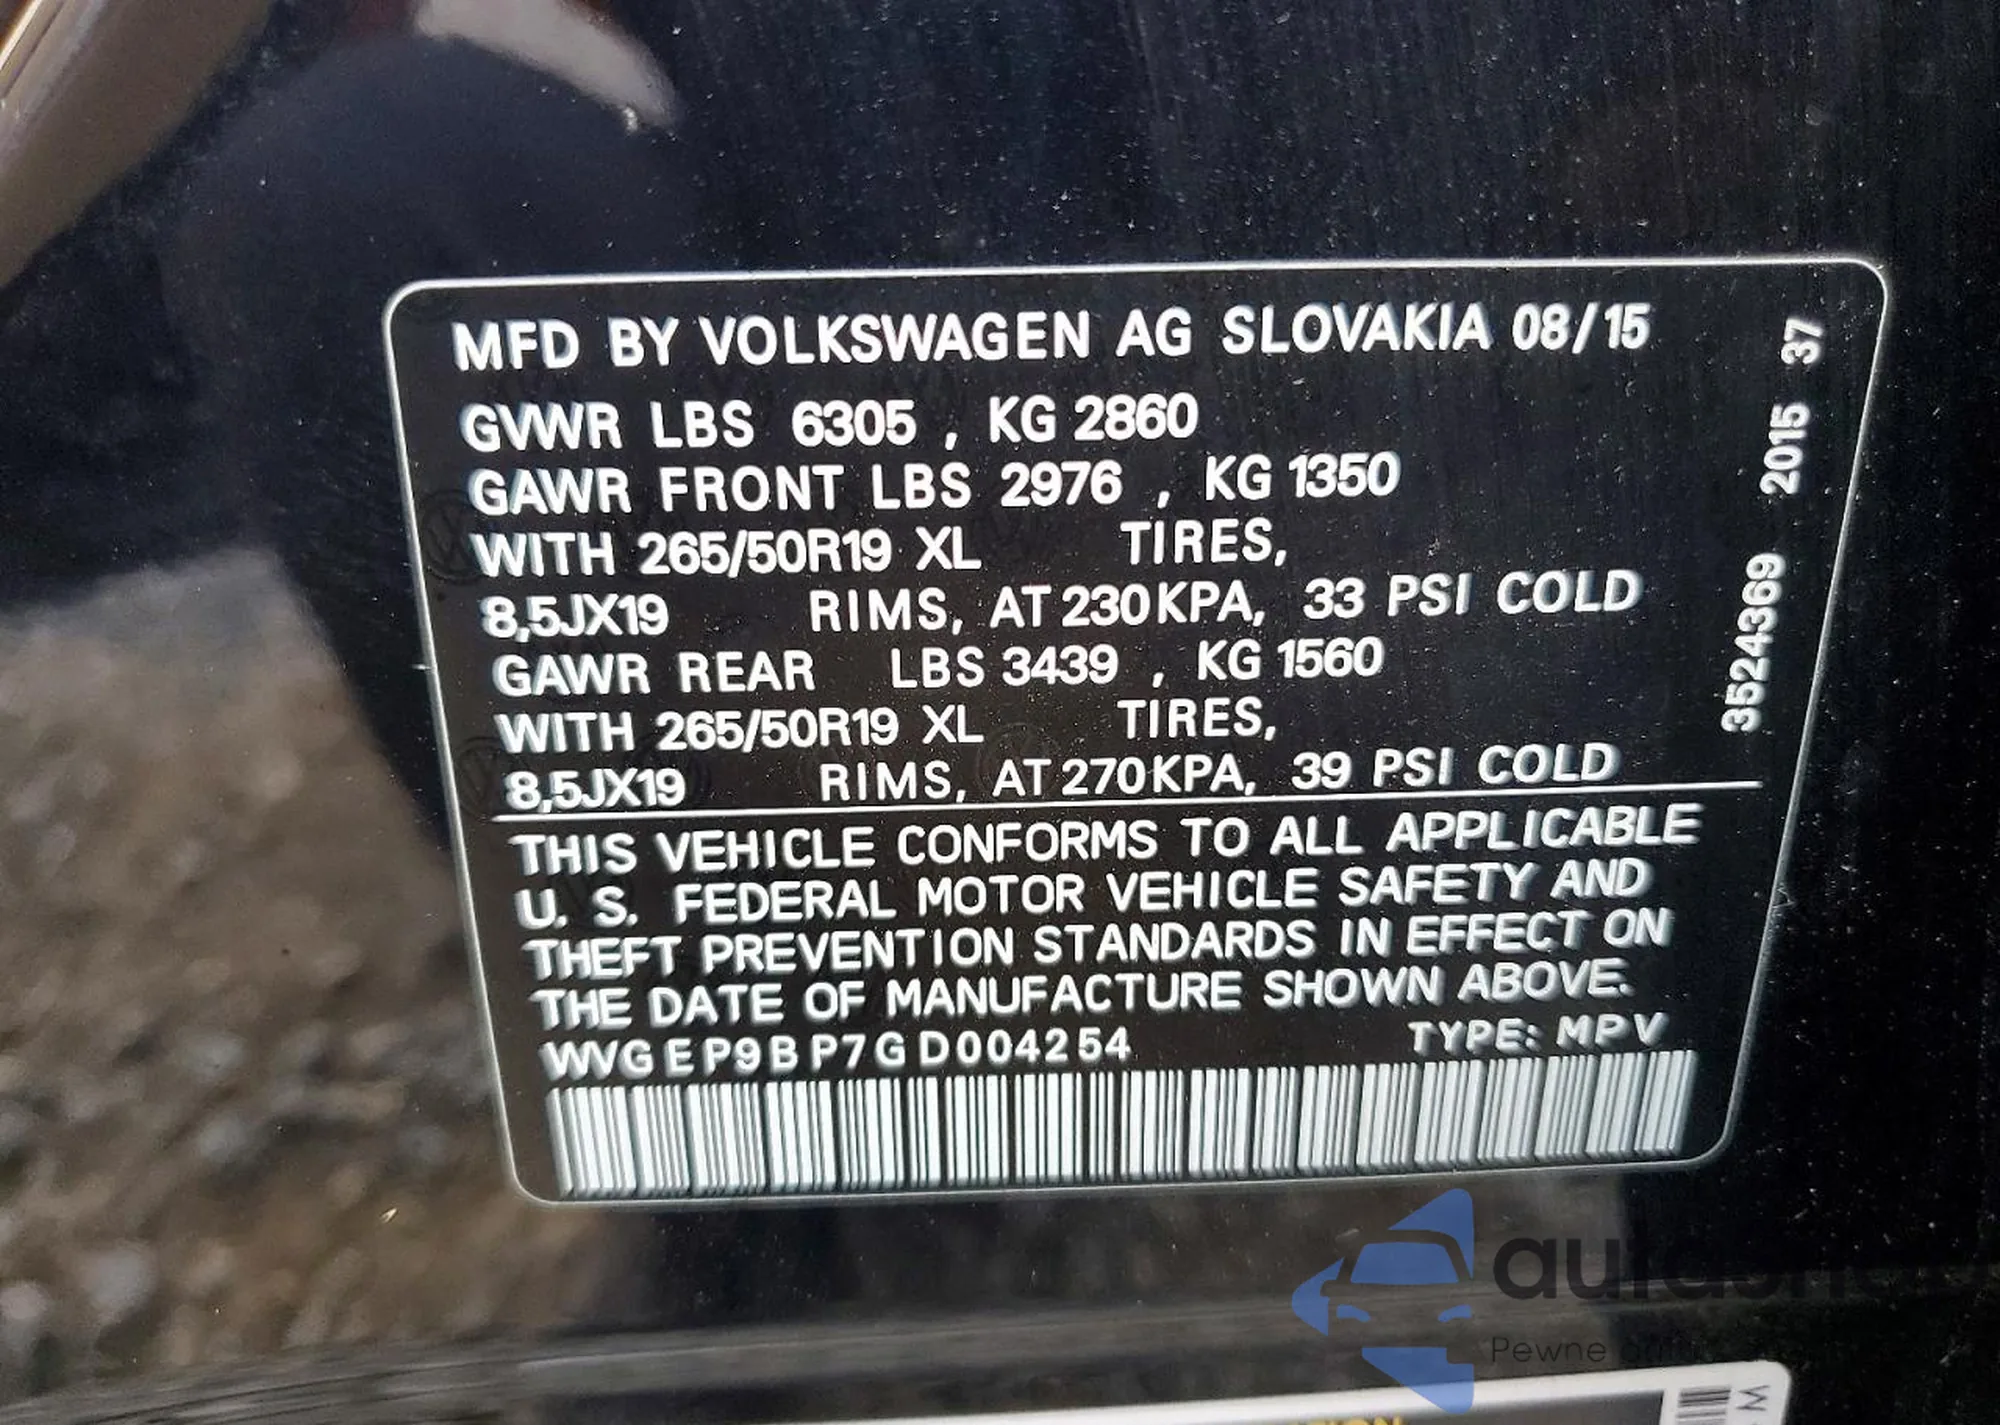 MFD BY VOLKSWAGEN AG SLOVAKIA 08/15
GVWR LBS 6305 , KG 2860
GAWR FRONT LBS 2976 , KG 1350
WITH 265/50R19 XL TIRES,
8,5JX19 RIMS, AT 230KPA, 33 PSI COLD
GAWR REAR LBS 3439 , KG 1560
WITH 265/50R19 XL TIRES,
8,5JX19 RIMS, AT 270KPA, 39 PSI COLD
THIS VEHICLE CONFORMS TO ALL APPLICABLE
U. S. FEDERAL MOTOR VEHICLE SAFETY AND
THEFT PREVENTION STANDARDS IN EFFECT ON
THE DATE OF MANUFACTURE SHOWN ABOVE.
WVGEP9BP7GD004254 TYPE: MPV
3524369 2015 37
Pewne